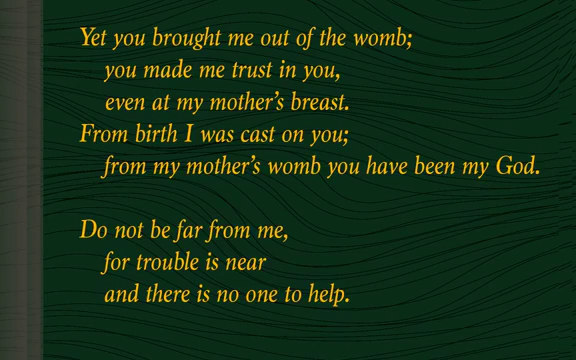 Yet you brought me out of the womb;
you made me trust in you,
even at my mother’s breast.
From birth I was cast on you;
from my mother’s womb you have been my God.
Do not be far from me,
for trouble is near
and there is no one to help.